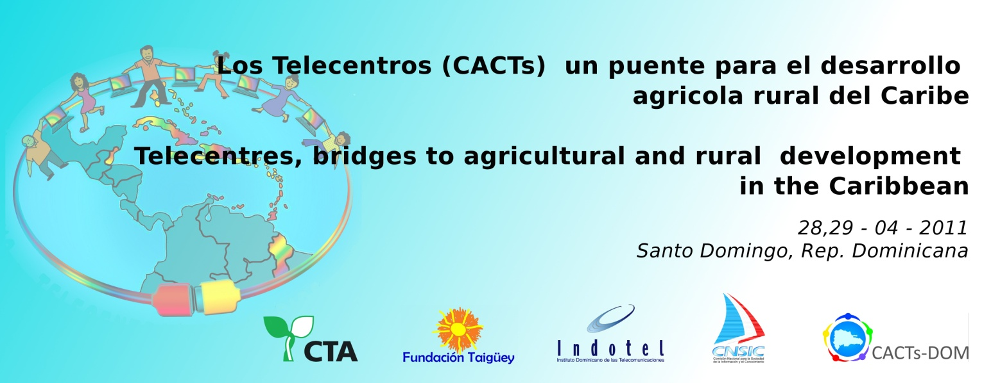 Los Telecentros (CACTs) un puente para el desarrollo
agricola rural del Caribe
Telecentres, bridges to agricultural and rural development
in the Caribbean
28,29 - 04 - 2011
Santo Domingo, Rep. Dominicana
CTA
Fundación Taigüey
Indotel
Instituto Dominicano de las Telecomunicaciones
CNSIC
Comisión Nacional para la Sociedad
de la Información y el Conocimiento
CACTs-DOM